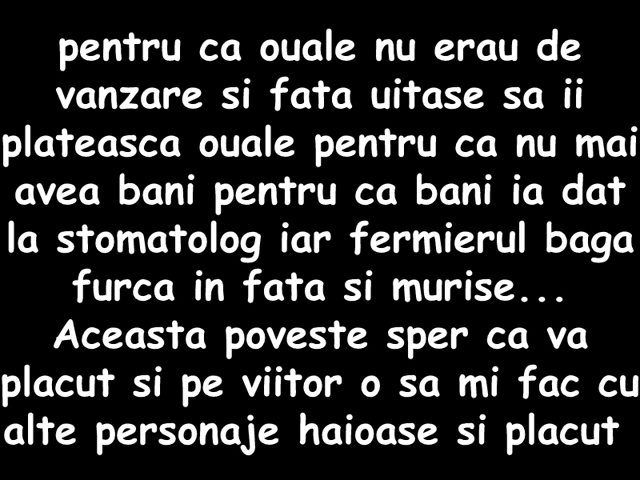 pentru ca ouale nu erau de
vanzare si fata uitase sa ii
plateasca ouale pentru ca nu mai
avea bani pentru ca bani ia dat
la stomatolog iar fermierul baga
furca in fata si murise...
Aceasta poveste sper ca va
placut si pe viitor o sa mi fac cu
alte personaje haioase si placut